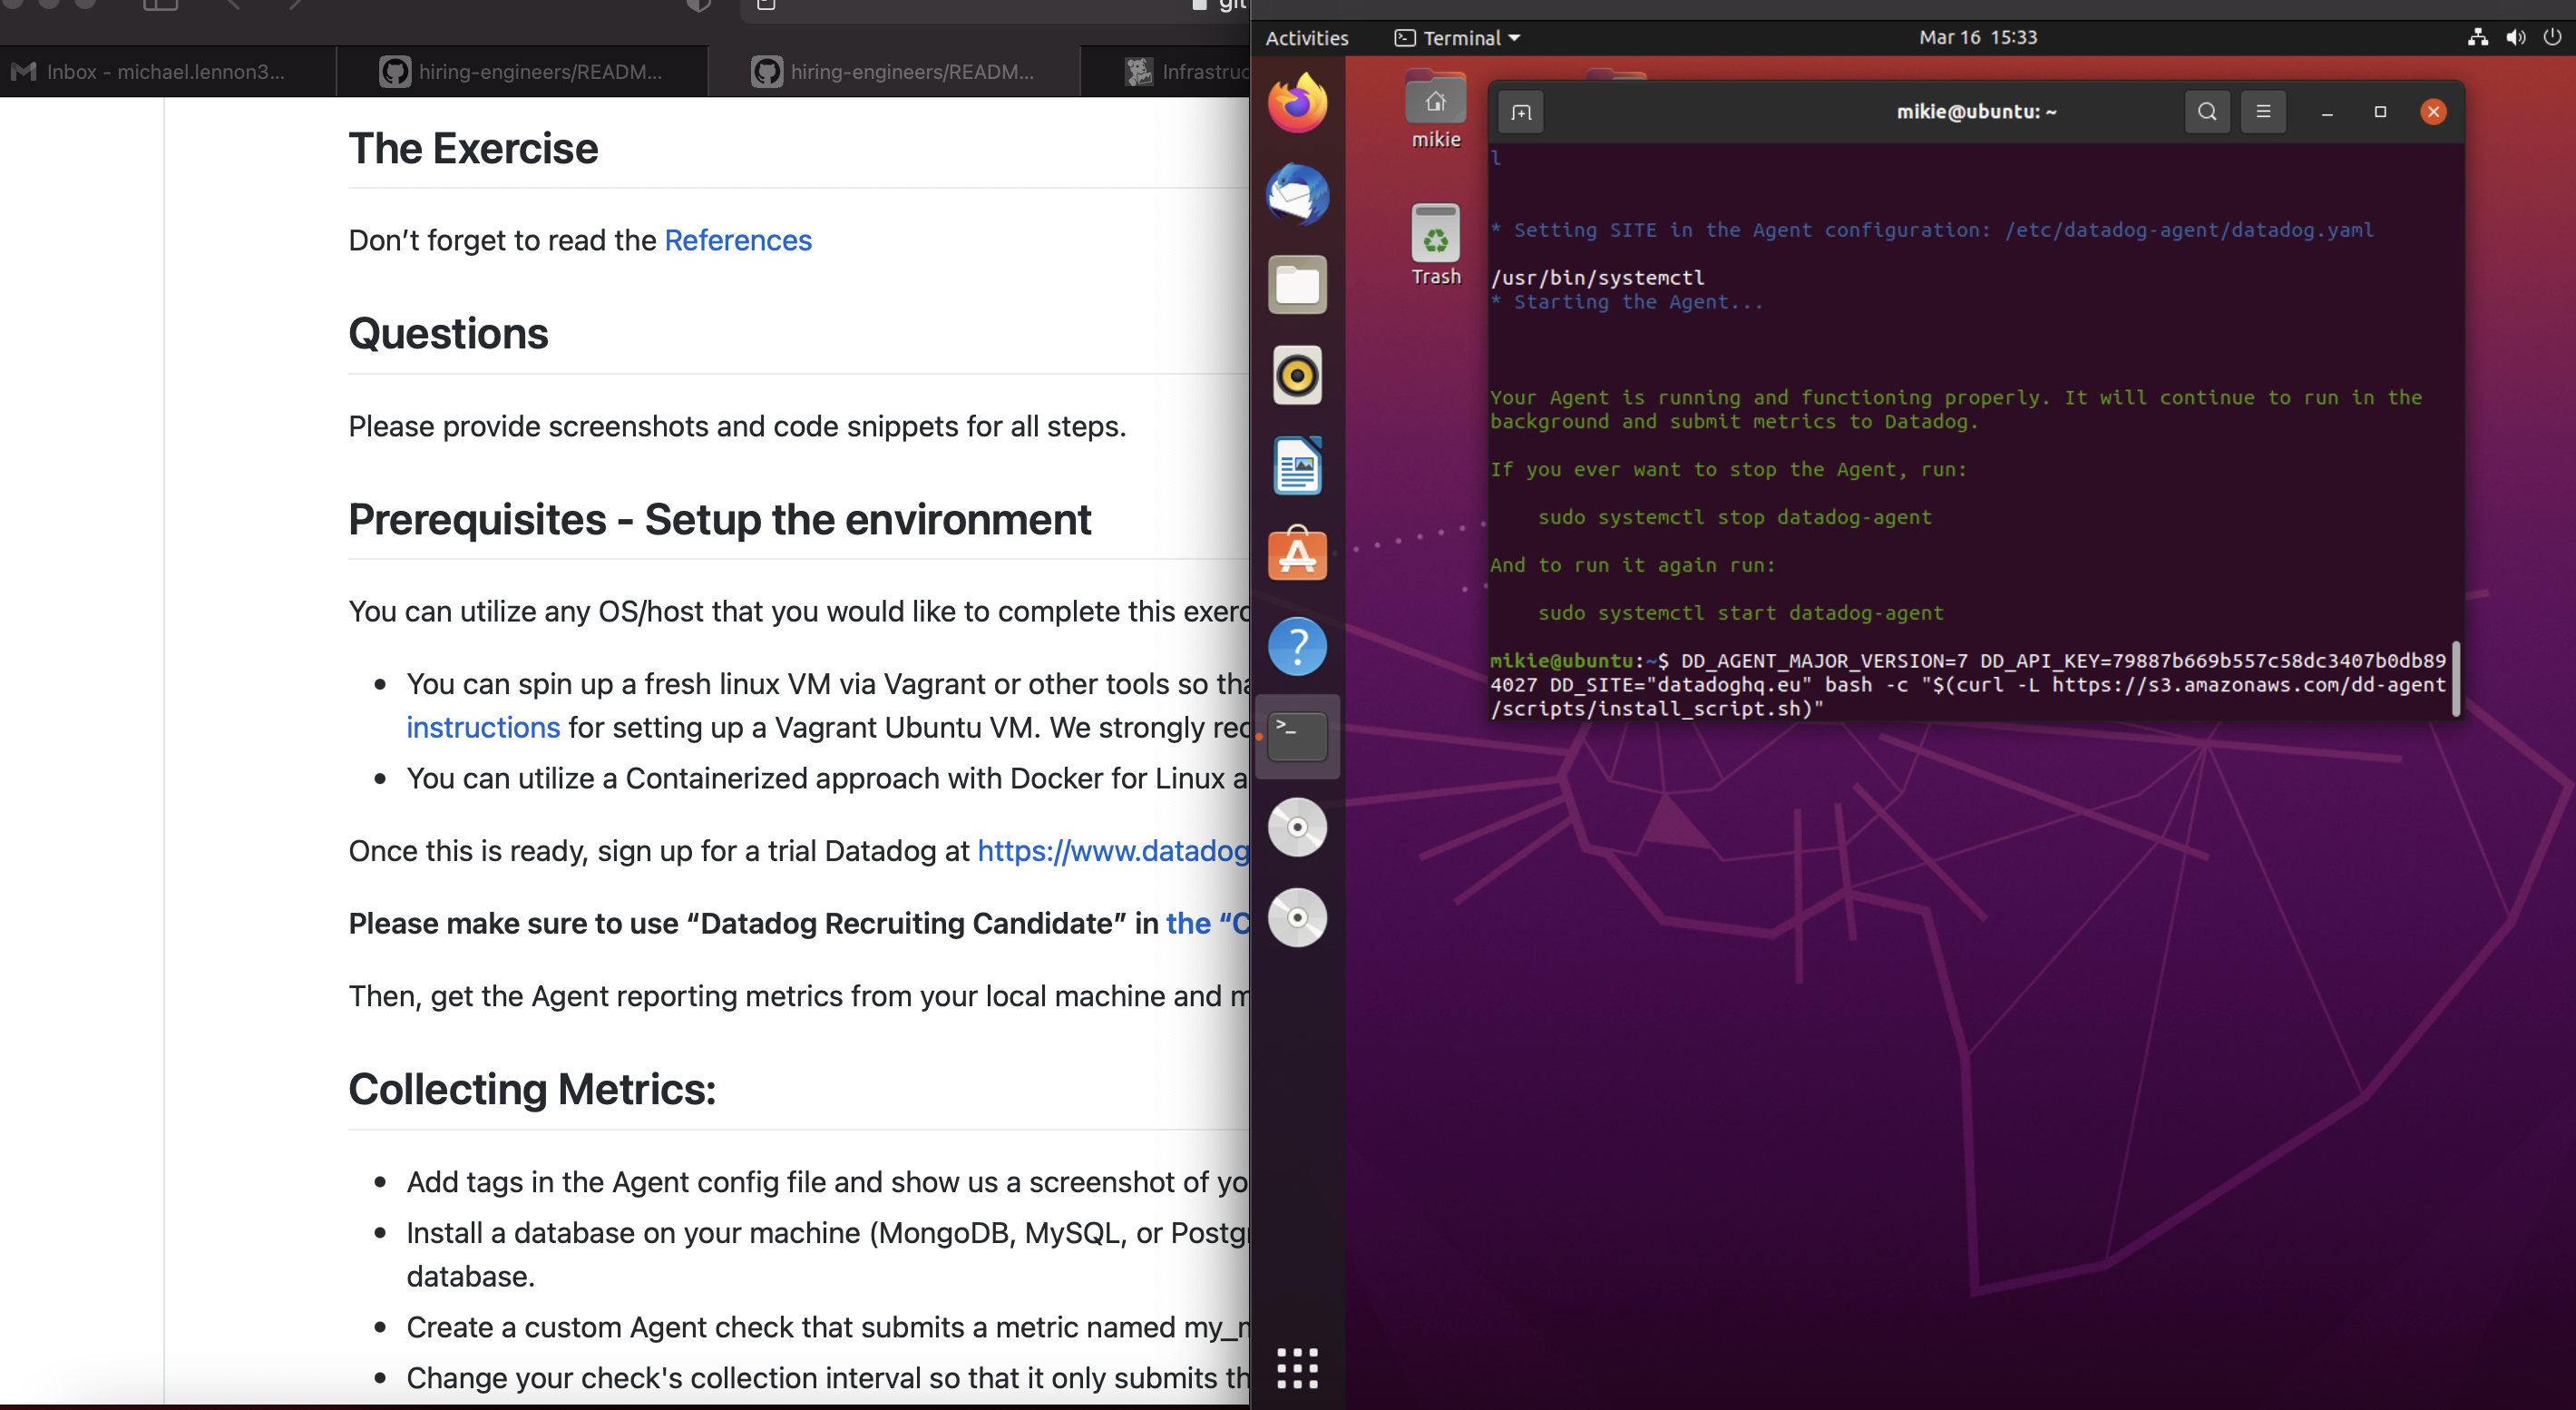 git
Inbox - michael.lennon3...
hiring-engineers/READM...
hiring-engineers/READM...
Infrastruc
The Exercise
Don't forget to read the References
Questions
Please provide screenshots and code snippets for all steps.
Prerequisites - Setup the environment
You can utilize any OS/host that you would like to complete this exerc
You can spin up a fresh linux VM via Vagrant or other tools so tha
instructions for setting up a Vagrant Ubuntu VM. We strongly rec
You can utilize a Containerized approach with Docker for Linux a
Once this is ready, sign up for a trial Datadog at https://www.datadog
Please make sure to use “Datadog Recruiting Candidate” in the “C
Then, get the Agent reporting metrics from your local machine and m
Collecting Metrics:
Add tags in the Agent config file and show us a screenshot of yo
Install a database on your machine (MongoDB, MySQL, or Postgr
database.
Create a custom Agent check that submits a metric named my_m
Change your check's collection interval so that it only submits th
Activities
Terminal
Mar 16 15:33
mikie
Trash
mikie@ubuntu: ~
l
* Setting SITE in the Agent configuration: /etc/datadog-agent/datadog.yaml
/usr/bin/systemctl
* Starting the Agent...
Your Agent is running and functioning properly. It will continue to run in the
background and submit metrics to Datadog.
If you ever want to stop the Agent, run:
sudo systemctl stop datadog-agent
And to run it again run:
sudo systemctl start datadog-agent
mikie@ubuntu:~$ DD_AGENT_MAJOR_VERSION=7 DD_API_KEY=79887b669b557c58dc3407b0db89
4027 DD_SITE="datadoghq.eu" bash -c "$(curl -L https://s3.amazonaws.com/dd-agent
/scripts/install_script.sh)"